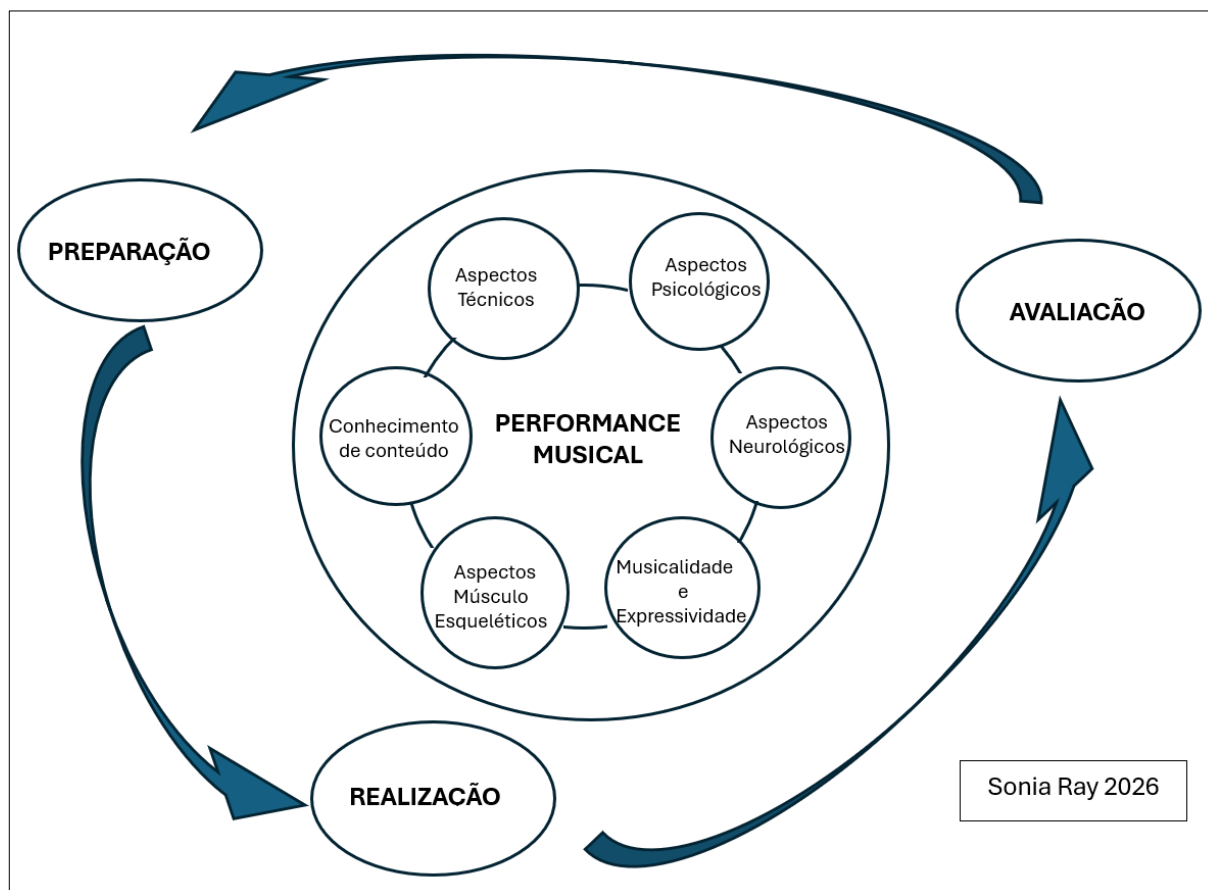 PREPARAÇÃO
Aspectos
Técnicos
Aspectos
Psicológicos
AVALIACÃO
Conhecimento
de conteúdo
PERFORMANCE
MUSICAL
Aspectos
Neurológicos
Aspectos
Músculo
Esqueléticos
Musicalidade
e
Expressividade
REALIZAÇÃO
Sonia Ray 2026